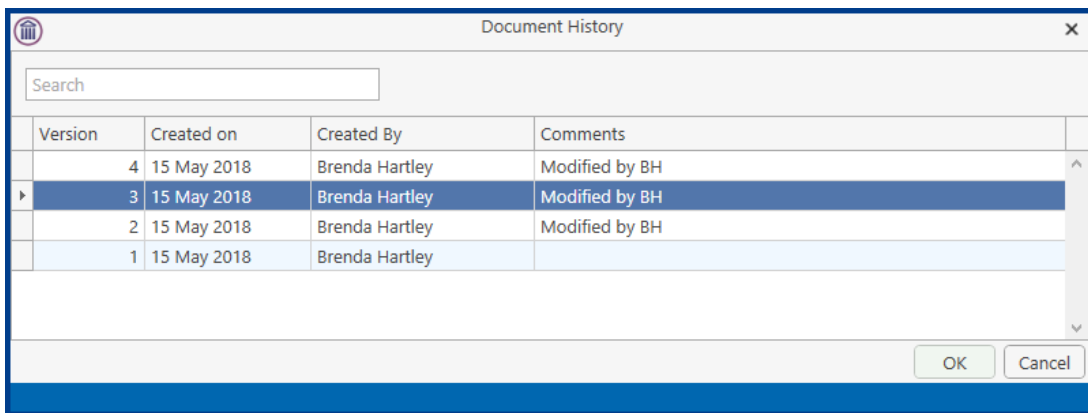 Document History
Search
Version Created on Created By Comments
4 15 May 2018 Brenda Hartley Modified by BH
3 15 May 2018 Brenda Hartley Modified by BH
2 15 May 2018 Brenda Hartley Modified by BH
1 15 May 2018 Brenda Hartley
OK Cancel